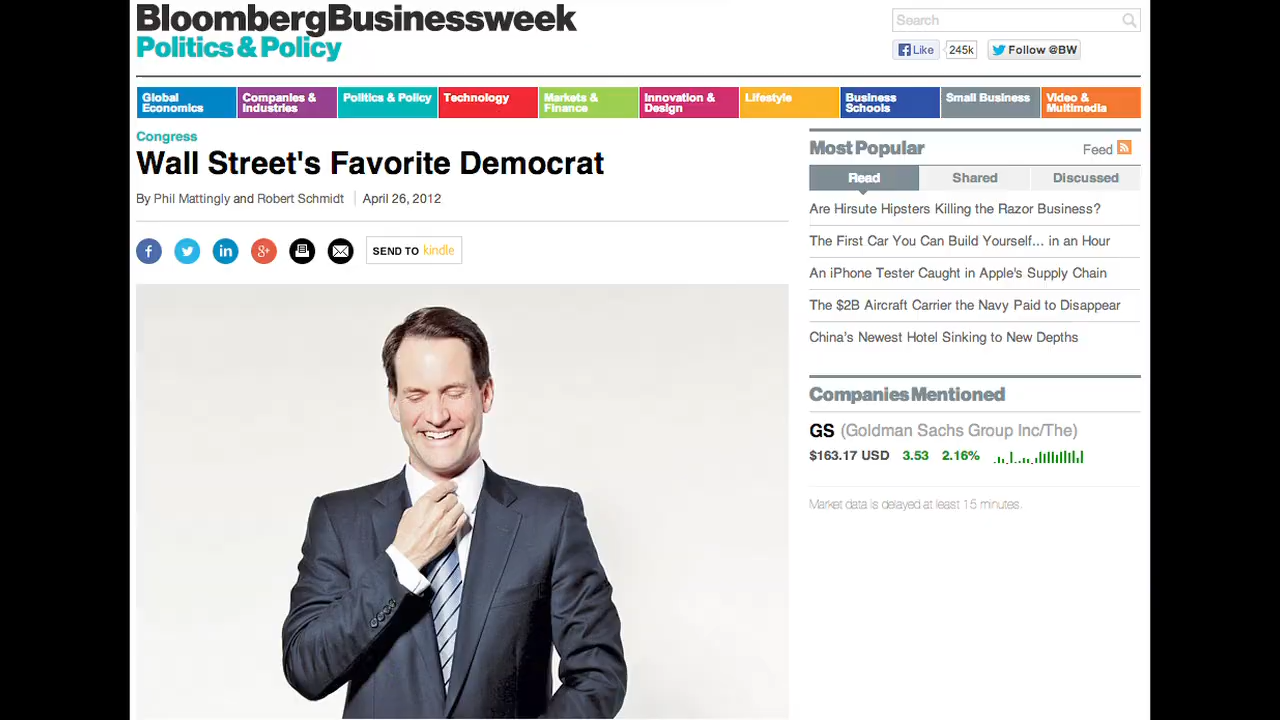 BloombergBusinessweek
Politics & Policy
Search
Like
245k
Follow @BW
Global Economics
Companies & Industries
Politics & Policy
Technology
Markets & Finance
Innovation & Design
Lifestyle
Business Schools
Small Business
Video & Multimedia
Congress
Wall Street's Favorite Democrat
By Phil Mattingly and Robert Schmidt
April 26, 2012
f
in
g+
SEND TO kindle
Most Popular
Feed
Read
Shared
Discussed
Are Hirsute Hipsters Killing the Razor Business?
The First Car You Can Build Yourself... in an Hour
An iPhone Tester Caught in Apple's Supply Chain
The $2B Aircraft Carrier the Navy Paid to Disappear
China's Newest Hotel Sinking to New Depths
Companies Mentioned
GS (Goldman Sachs Group Inc/The)
$163.17 USD 3.53 2.16%
Market data is delayed at least 15 minutes.